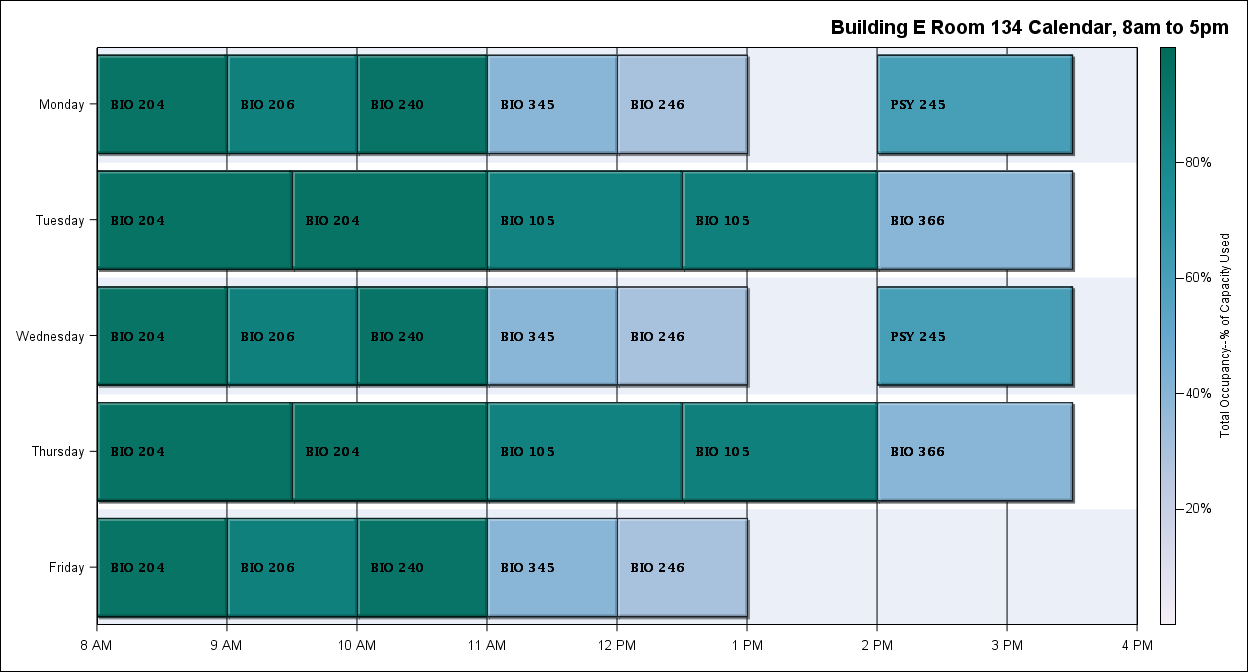 Building E Room 134 Calendar, 8am to 5pm
Monday
BIO 204
BIO 206
BIO 240
BIO 345
BIO 246
PSY 245
Tuesday
BIO 204
BIO 204
BIO 105
BIO 105
BIO 366
Wednesday
BIO 204
BIO 206
BIO 240
BIO 345
BIO 246
PSY 245
Thursday
BIO 204
BIO 204
BIO 105
BIO 105
BIO 366
Friday
BIO 204
BIO 206
BIO 240
BIO 345
BIO 246
8 AM
9 AM
10 AM
11 AM
12 PM
1 PM
2 PM
3 PM
4 PM
80%
60%
40%
20%
Total Occupancy--% of Capacity Used